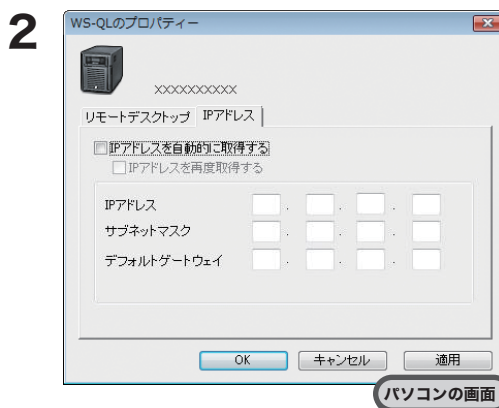 2
WS-QLのプロパティー
XXXXXXXXXX
リモートデスクトップ IPアドレス
IPアドレスを自動的に取得する
IPアドレスを再度取得する
IPアドレス . . .
サブネットマスク . . .
デフォルトゲートウェイ . . .
OK キャンセル 適用
パソコンの画面